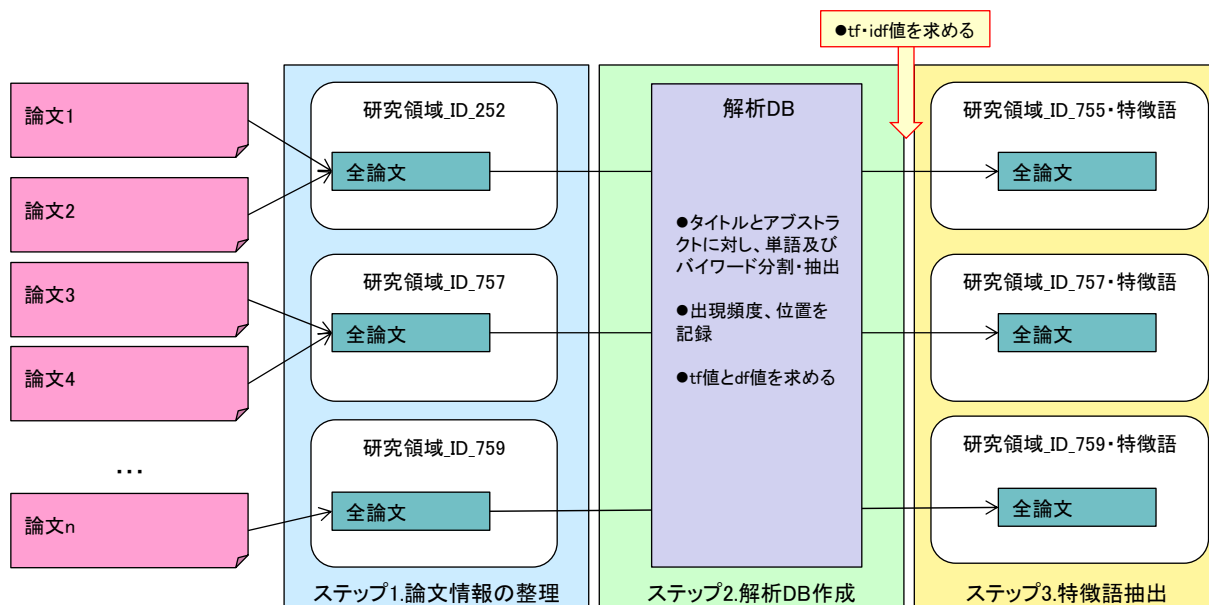 ●tf・idf値を求める
論文1
論文2
論文3
論文4
…
論文n
研究領域_ID_252
全論文
研究領域_ID_757
全論文
研究領域_ID_759
全論文
ステップ1.論文情報の整理
解析DB
●タイトルとアブストラ
クトに対し、単語及び
バイワード分割・抽出
●出現頻度、位置を
記録
●tf値とdf値を求める
ステップ2.解析DB作成
研究領域_ID_755・特徴語
全論文
研究領域_ID_757・特徴語
全論文
研究領域_ID_759・特徴語
全論文
ステップ3.特徴語抽出